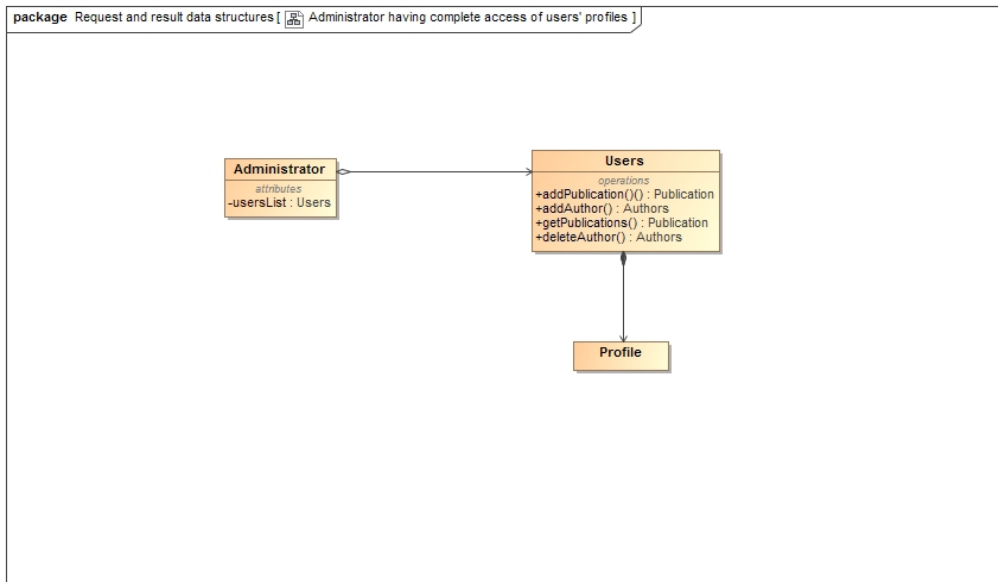 package Request and result data structures [ Administrator having complete access of users' profiles ]
Administrator
attributes
-usersList : Users
Users
operations
+addPublication()() : Publication
+addAuthor() : Authors
+getPublications() : Publication
+deleteAuthor() : Authors
Profile